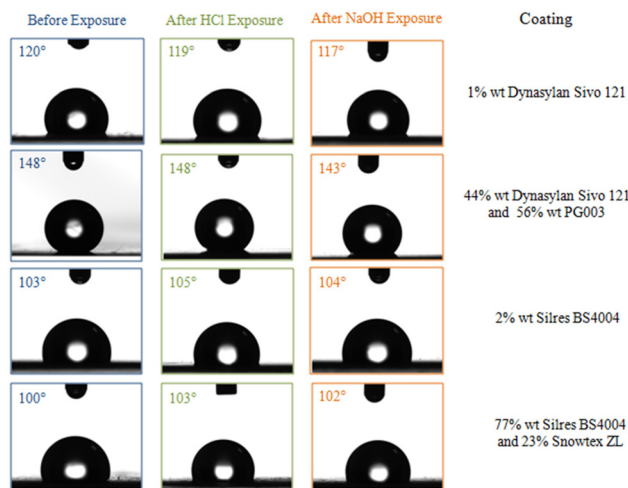 Before Exposure After HCl Exposure After NaOH Exposure Coating
120° 119° 117°
1% wt Dynasylan Sivo 121
148° 148° 143°
44% wt Dynasylan Sivo 121
and 56% wt PG003
103° 105° 104°
2% wt Silres BS4004
100° 103° 102°
77% wt Silres BS4004
and 23% Snowtex ZL